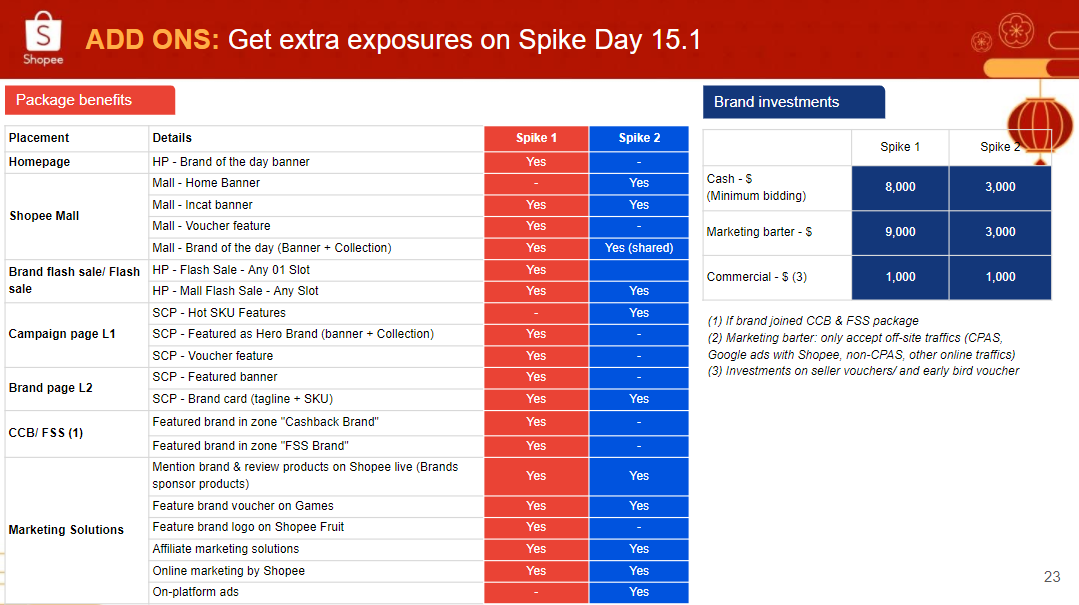 Shopee
ADD ONS: Get extra exposures on Spike Day 15.1
Package benefits
Placement Details Spike 1 Spike 2
Homepage HP - Brand of the day banner Yes -
Shopee Mall
Mall - Home Banner - Yes
Mall - Incat banner Yes Yes
Mall - Voucher feature Yes -
Mall - Brand of the day (Banner + Collection) Yes Yes (shared)
Brand flash sale/ Flash
sale
HP - Flash Sale - Any 01 Slot Yes
HP - Mall Flash Sale - Any Slot Yes Yes
Campaign page L1
SCP - Hot SKU Features - Yes
SCP - Featured as Hero Brand (banner + Collection) Yes -
SCP - Voucher feature Yes -
Brand page L2
SCP - Featured banner Yes -
SCP - Brand card (tagline + SKU) Yes Yes
CCB/ FSS (1)
Featured brand in zone "Cashback Brand" Yes -
Featured brand in zone "FSS Brand" Yes -
Marketing Solutions
Mention brand & review products on Shopee live (Brands
sponsor products) Yes Yes
Feature brand voucher on Games Yes Yes
Feature brand logo on Shopee Fruit Yes -
Affiliate marketing solutions Yes Yes
Online marketing by Shopee Yes Yes
On-platform ads - Yes
Brand investments
Spike 1 Spike 2
Cash - $
(Minimum bidding) 8,000 3,000
Marketing barter - $ 9,000 3,000
Commercial - $ (3) 1,000 1,000
(1) If brand joined CCB & FSS package
(2) Marketing barter: only accept off-site traffics (CPAS,
Google ads with Shopee, non-CPAS, other online traffics)
(3) Investments on seller vouchers/ and early bird voucher
23